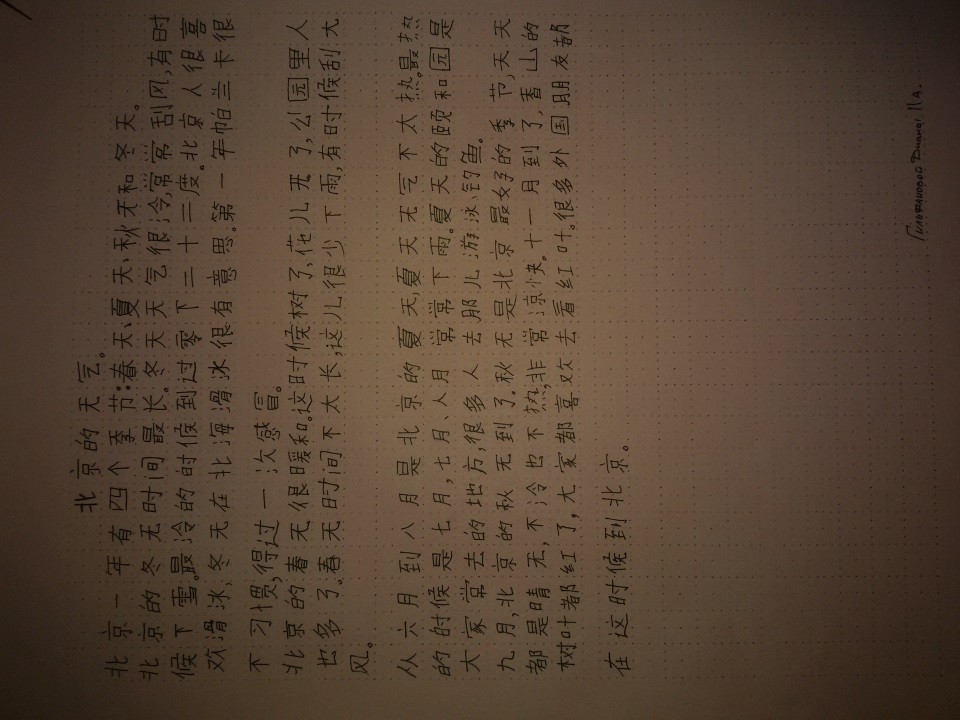 北京的天气。
北京一年有四个季节:春天、夏天、秋天和冬天。
北京的冬天时间最长。冬天天气很冷,常常刮风,有时
候下雪。最冷的时候到过零下二十三度。北京人很喜
欢滑冰,冬天在北海滑冰很有意思。第一年帕兰卡很
不习惯,得过一次感冒。
北京的春天很暖和。这时候树了,花儿开了,公园里人
也多了。春天时间不太长,这儿很少下雨,有时候刮大
风。
从六月到八月是北京的夏天,夏天天气不太热。最热
的时候是七月,七月、八月常常下雨。夏天的颐和园是
大家常去的地方,很多人去那儿游泳、钓鱼。
九月,北京的秋天到了。秋天是北京最好的季节,天天
都是晴天,不冷也不热,非常凉快。十一月到了,香山的
树叶都红了,大家都喜欢去看红叶。很多外国朋友都
在这时候到北京。